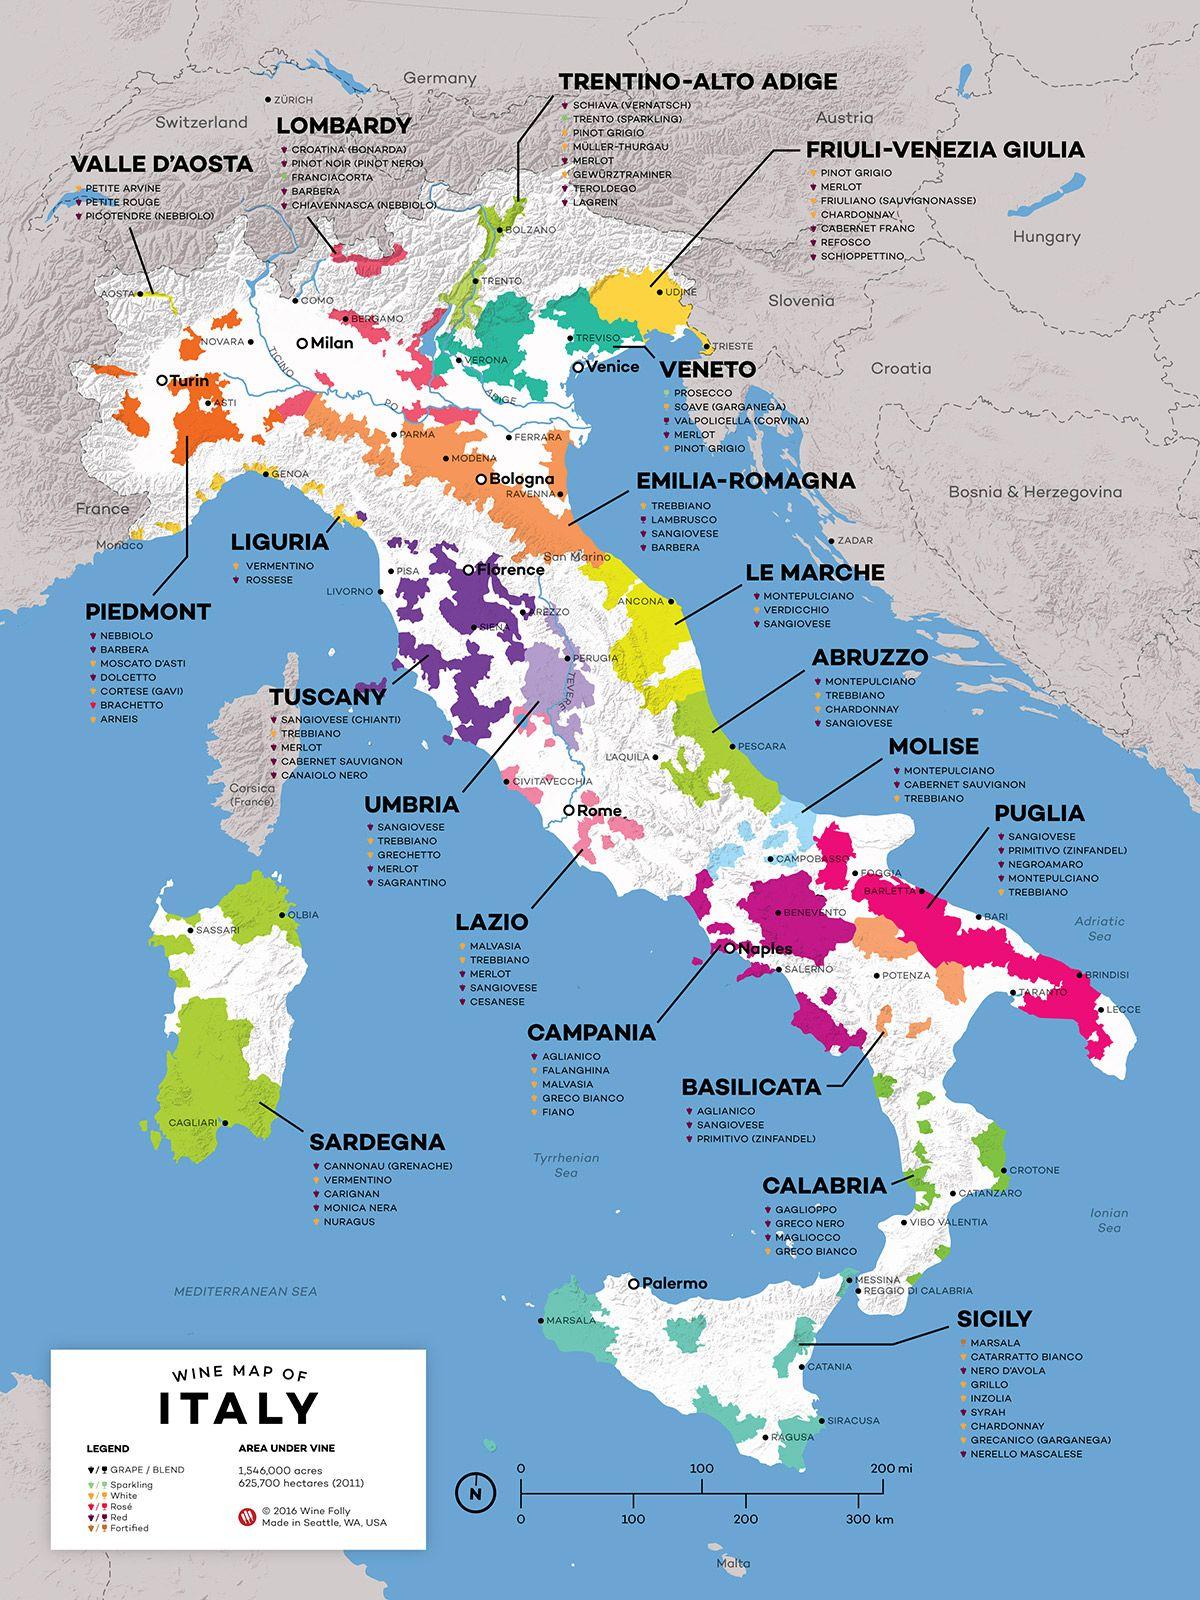 Germany
ZÜRICH
Switzerland
Austria
Hungary
Slovenia
Croatia
Bosnia & Herzegovina
ZADAR
France
Monaco
San Marino
Corsica
(France)
VALLE D'AOSTA
PETITE ARVINE
PETITE ROUGE
PICOTENDRE (NEBBIOLO)
LOMBARDY
CROATINA (BONARDA)
PINOT NOIR (PINOT NERO)
FRANCIACORTA
BARBERA
CHIAVENNASCA (NEBBIOLO)
TRENTINO-ALTO ADIGE
SCHIAVA (VERNATSCH)
TRENTO (SPARKLING)
PINOT GRIGIO
MÜLLER-THURGAU
MERLOT
GEWÜRZTRAMINER
TEROLDEGO
LAGREIN
FRIULI-VENEZIA GIULIA
PINOT GRIGIO
MERLOT
FRIULIANO (SAUVIGNONASSE)
CHARDONNAY
CABERNET FRANC
REFOSCO
SCHIOPPETTINO
BOLZANO
TRENTO
AOSTA
COMO
BERGAMO
UDINE
NOVARA
Milan
TICINO
TREVISO
TRIESTE
VERONA
Venice
Turin
ASTI
PO
ADIGE
PARMA
FERRARA
MODENA
GENOA
Bologna
RAVENNA
VENETO
PROSECCO
SOAVE (GARGANEGA)
VALPOLICELLA (CORVINA)
MERLOT
PINOT GRIGIO
EMILIA-ROMAGNA
TREBBIANO
LAMBRUSCO
SANGIOVESE
BARBERA
LIGURIA
VERMENTINO
ROSSESE
PIEDMONT
NEBBIOLO
BARBERA
MOSCATO D'ASTI
DOLCETTO
CORTESE (GAVI)
BRACHETTO
ARNEIS
PISA
Florence
LIVORNO
AREZZO
SIENA
ANCONA
PERUGIA
TEVERE
LE MARCHE
MONTEPULCIANO
VERDICCHIO
SANGIOVESE
ABRUZZO
MONTEPULCIANO
TREBBIANO
CHARDONNAY
SANGIOVESE
TUSCANY
SANGIOVESE (CHIANTI)
TREBBIANO
MERLOT
CABERNET SAUVIGNON
CANAIOLO NERO
PESCARA
L'AQUILA
CIVITAVECCHIA
Rome
MOLISE
MONTEPULCIANO
CABERNET SAUVIGNON
TREBBIANO
UMBRIA
SANGIOVESE
TREBBIANO
GRECHETTO
MERLOT
SAGRANTINO
PUGLIA
SANGIOVESE
PRIMITIVO (ZINFANDEL)
NEGROAMARO
MONTEPULCIANO
TREBBIANO
CAMPOBASSO
FOGGIA
BARLETTA
BARI
BENEVENTO
Naples
SALERNO
POTENZA
BRINDISI
TARANTO
LECCE
Adriatic
Sea
LAZIO
MALVASIA
TREBBIANO
MERLOT
SANGIOVESE
CESANESE
OLBIA
SASSARI
CAGLIARI
CAMPANIA
AGLIANICO
FALANGHINA
MALVASIA
GRECO BIANCO
FIANO
BASILICATA
AGLIANICO
SANGIOVESE
PRIMITIVO (ZINFANDEL)
SARDEGNA
CANNONAU (GRENACHE)
VERMENTINO
CARIGNAN
MONICA NERA
NURAGUS
Tyrrhenian
Sea
CALABRIA
GAGLIOPPO
GRECO NERO
MAGLIOCCO
GRECO BIANCO
CROTONE
CATANZARO
VIBO VALENTIA
Ionian
Sea
MEDITERRANEAN SEA
Palermo
MESSINA
REGGIO DI CALABRIA
MARSALA
CATANIA
SIRACUSA
RAGUSA
SICILY
MARSALA
CATARRATTO BIANCO
NERO D'AVOLA
GRILLO
INZOLIA
SYRAH
CHARDONNAY
GRECANICO (GARGANEGA)
NERELLO MASCALESE
WINE MAP OF
ITALY
LEGEND
/ GRAPE / BLEND
/ Sparkling
/ White
/ Rosé
/ Red
/ Fortified
AREA UNDER VINE
1,546,000 acres
625,700 hectares (2011)
© 2016 Wine Folly
Made in Seattle, WA, USA
N
0 100 200 mi
0 100 200 300 km
Malta